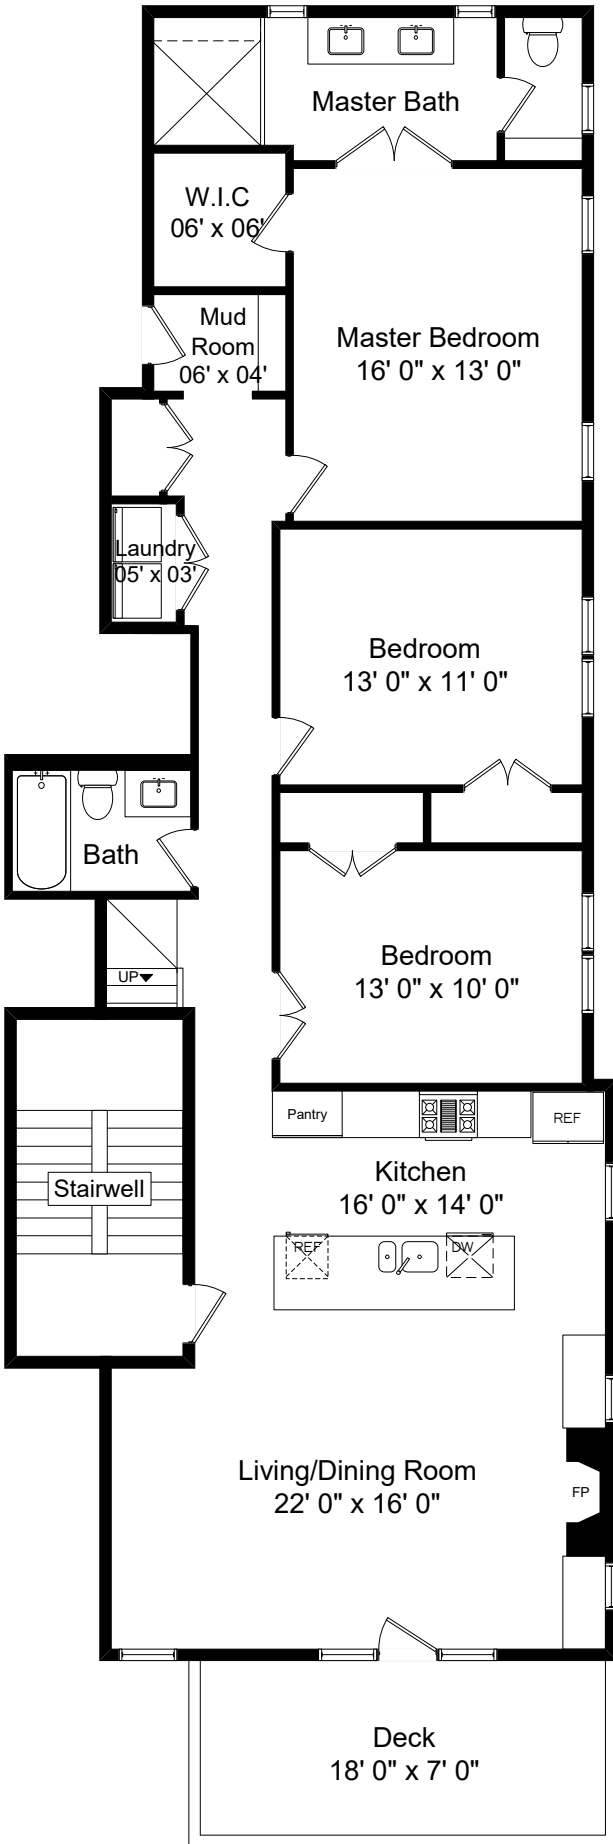 Master Bath
W.I.C
06' x 06'
Mud
Room
06' x 04'
Master Bedroom
16' 0" x 13' 0"
Laundry
05' x 03'
Bedroom
13' 0" x 11' 0"
Bath
Bedroom
13' 0" x 10' 0"
UP
Pantry
REF
Kitchen
16' 0" x 14' 0"
Stairwell
REF
DW
Living/Dining Room
22' 0" x 16' 0"
FP
Deck
18' 0" x 7' 0"